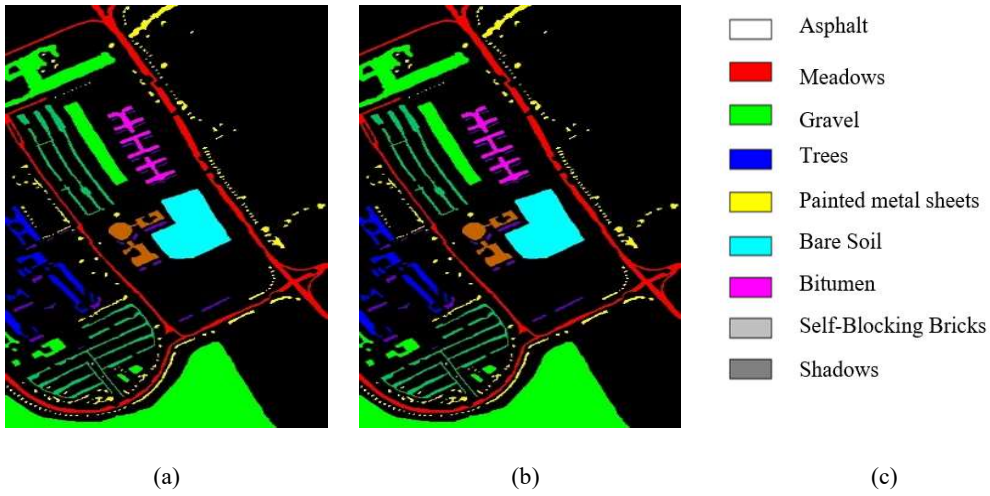 Asphalt
Meadows
Gravel
Trees
Painted metal sheets
Bare Soil
Bitumen
Self-Blocking Bricks
Shadows
(a)
(b)
(c)